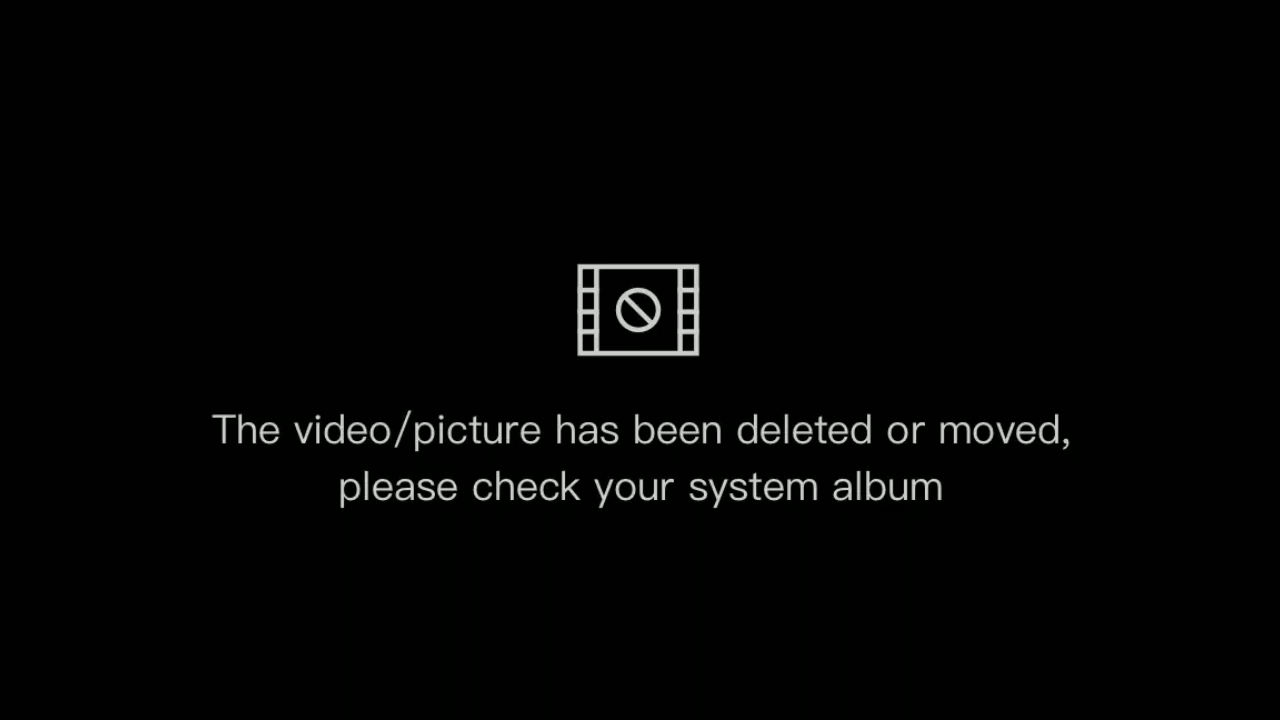 The video/picture has been deleted or moved,
please check your system album